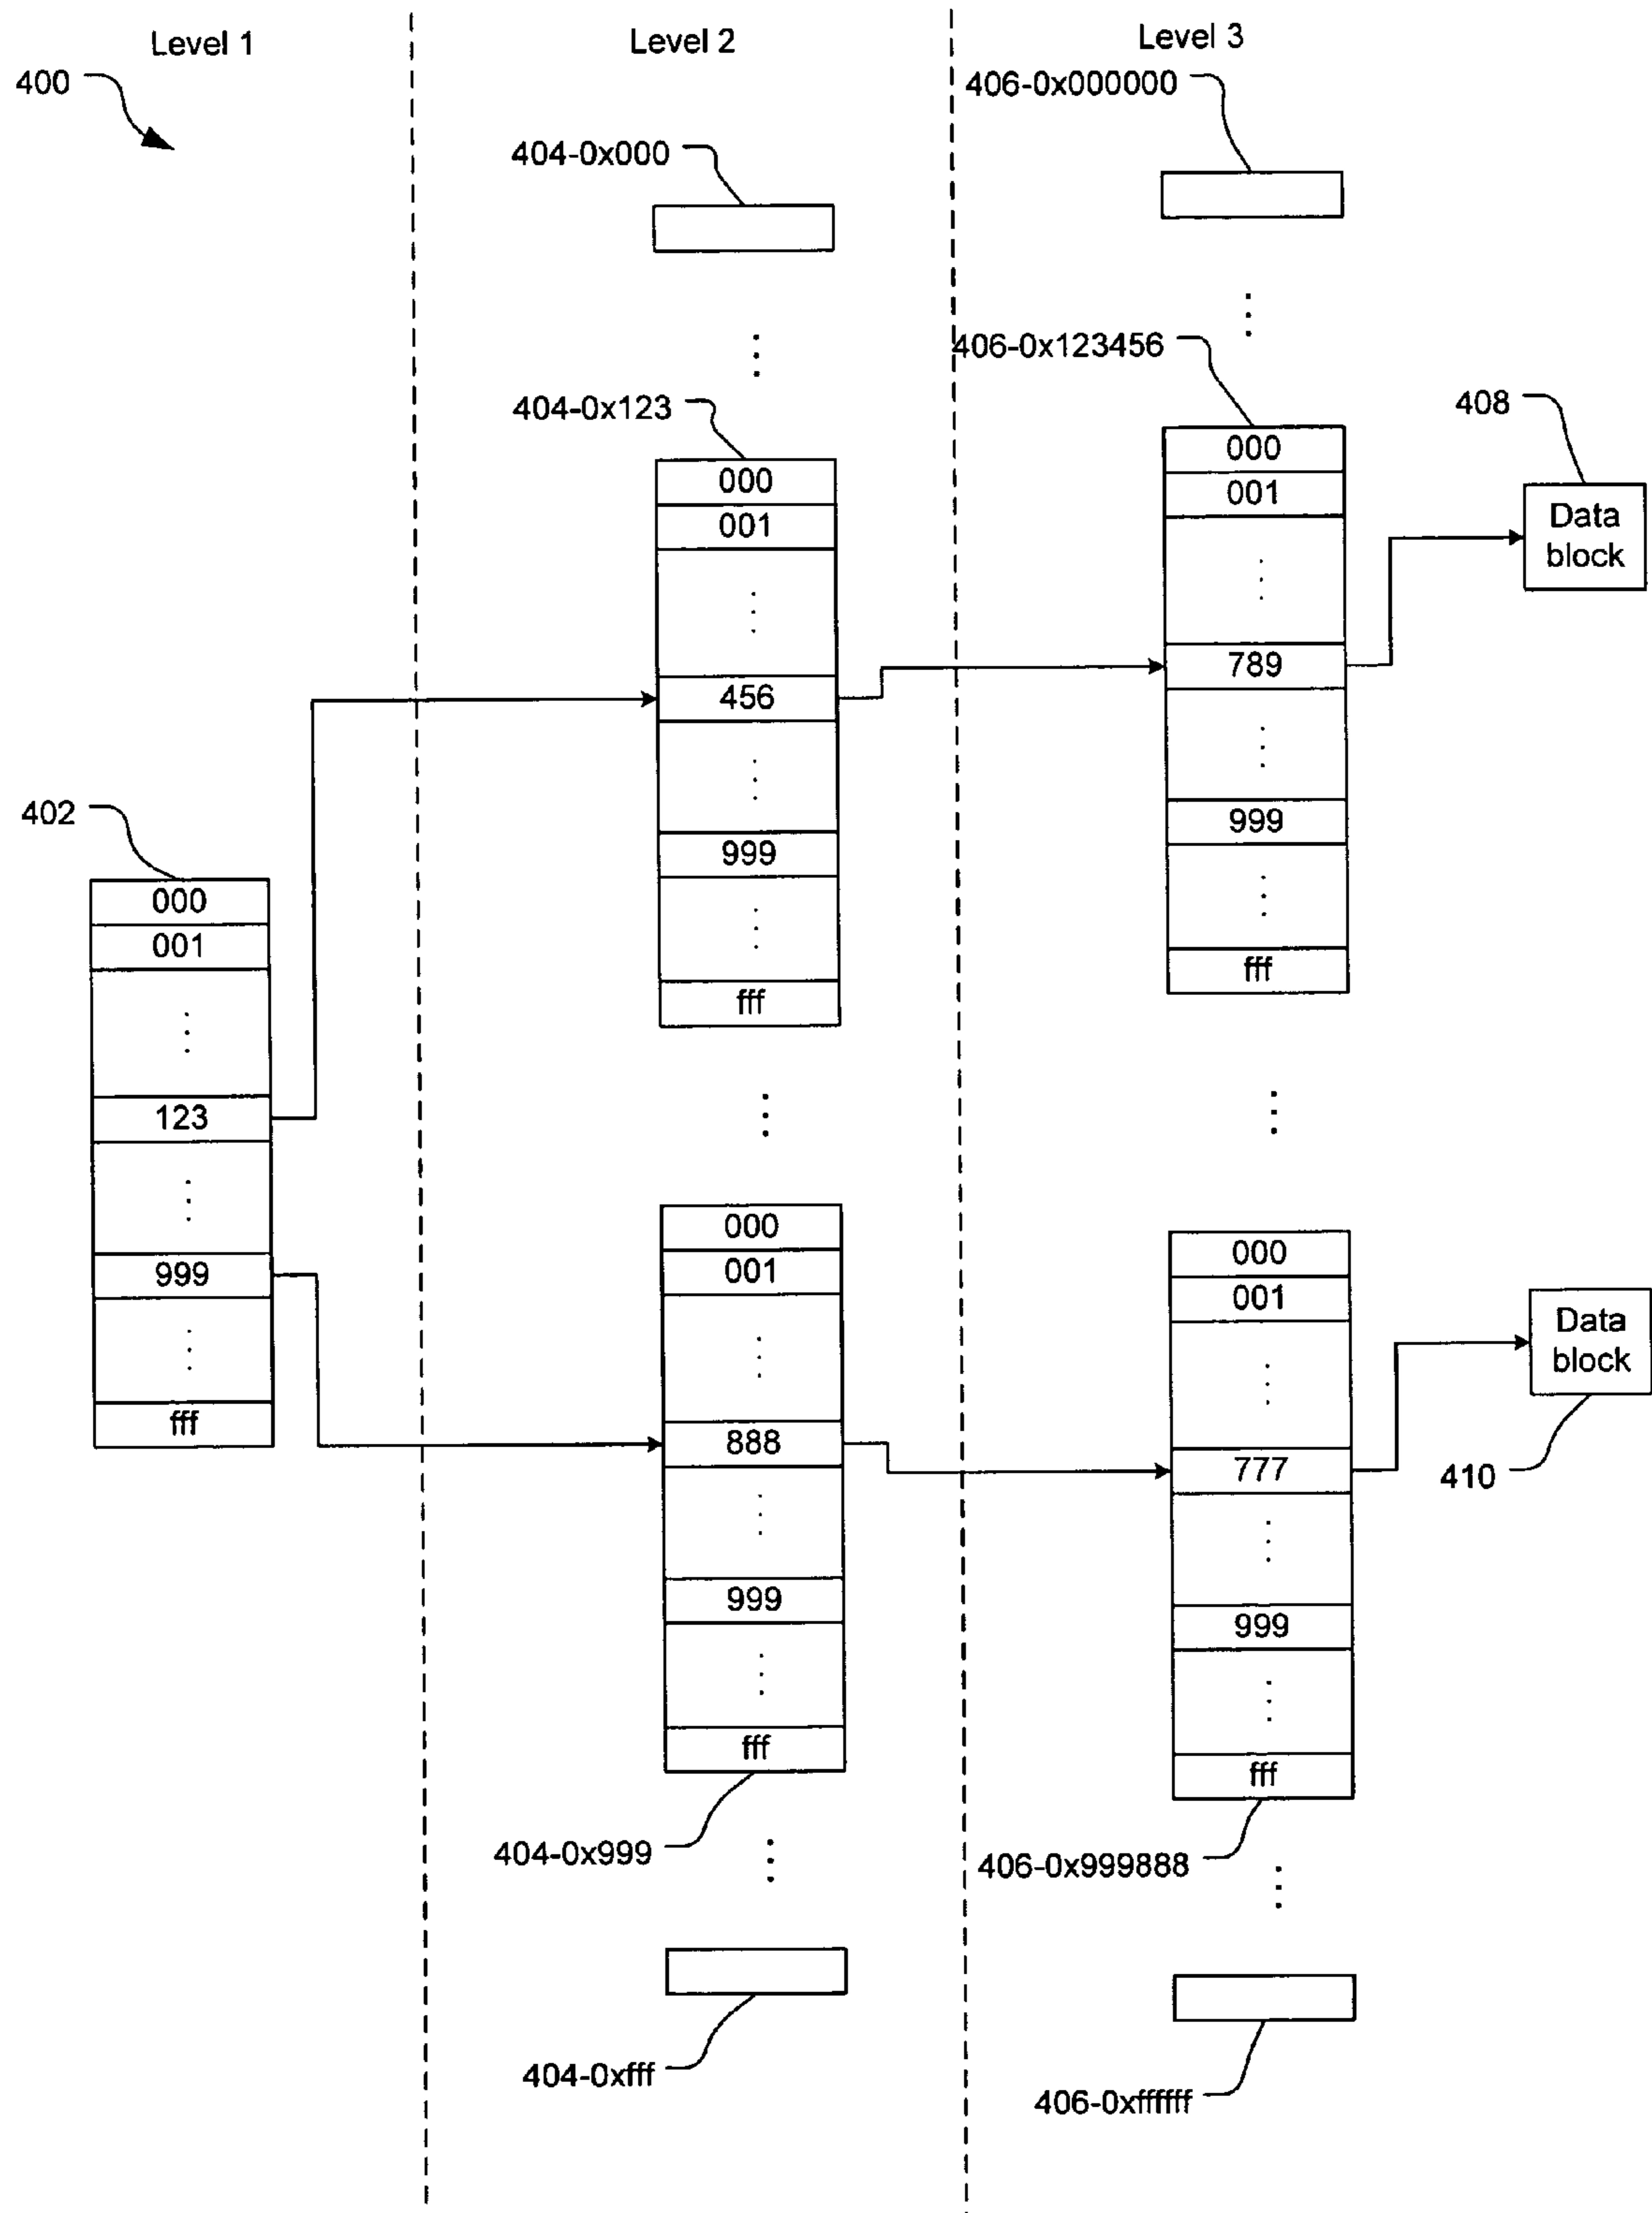 Level 1
Level 2
Level 3
400
404-0x000
406-0x000000
404-0x123
000
001
456
999
fff
406-0x123456
000
001
789
999
fff
408
Data
block
402
000
001
123
999
fff
000
001
888
999
fff
404-0x999
000
001
777
999
fff
406-0x999888
Data
block
410
404-0xfff
406-0xffffff